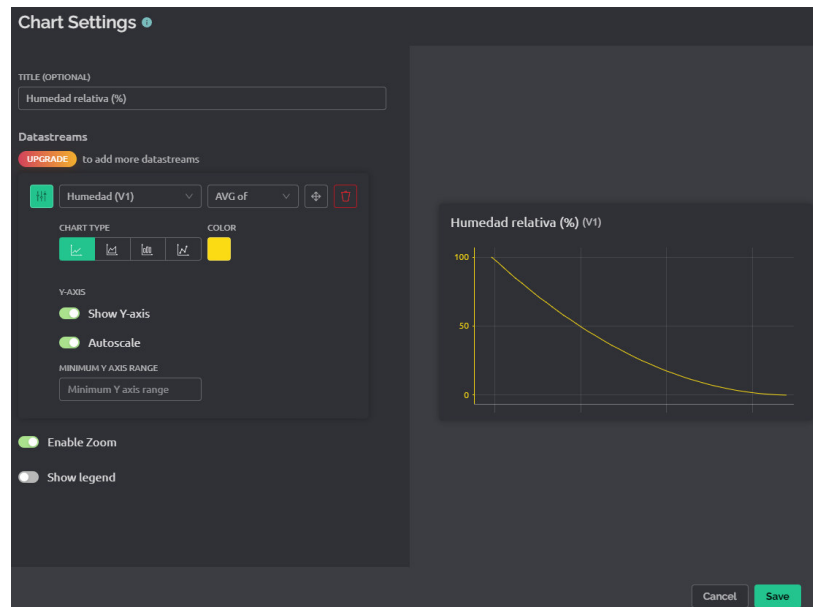 Chart Settings
TITLE (OPTIONAL)
Humedad relativa (%)
Datastreams
UPGRADE to add more datastreams
Humedad (V1) AVG of
CHART TYPE COLOR
Y-AXIS
Show Y-axis
Autoscale
MINIMUM Y AXIS RANGE
Minimum Y axis range
Enable Zoom
Show legend
Humedad relativa (%) (V1)
100
50
0
Cancel Save